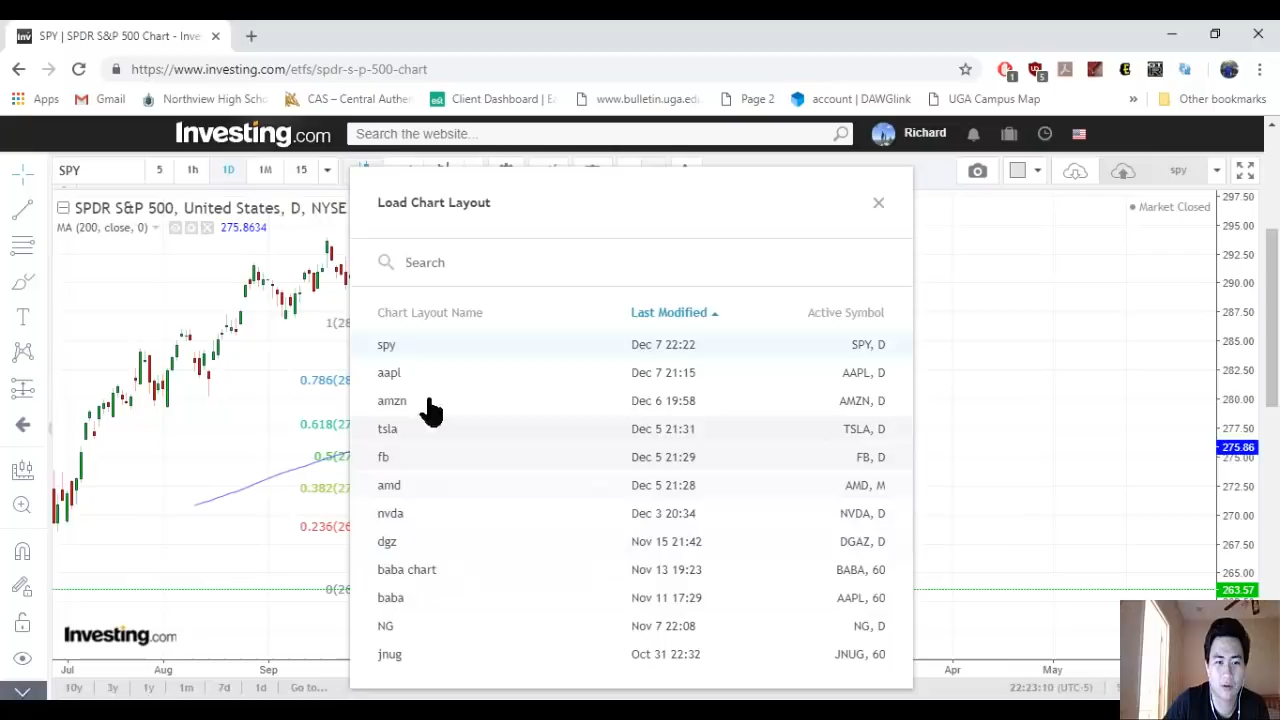 SPY | SPDR S&P 500 Chart - Inve
https://www.investing.com/etfs/spdr-s-p-500-chart
1
5
Apps
Gmail
Northview High Scho
CAS – Central Authen
est
Client Dashboard | EA
www.bulletin.uga.edu
Page 2
account | DAWGlink
UGA Campus Map
»
Other bookmarks
Investing.com
Search the website...
Richard
SPY
5
1h
1D
1M
15
spy
SPDR S&P 500, United States, D, NYSE
MA (200, close, 0)
275.8634
Market Closed
Load Chart Layout
Search
Chart Layout Name Last Modified Active Symbol
spy Dec 7 22:22 SPY, D
aapl Dec 7 21:15 AAPL, D
amzn Dec 6 19:58 AMZN, D
tsla Dec 5 21:31 TSLA, D
fb Dec 5 21:29 FB, D
amd Dec 5 21:28 AMD, M
nvda Dec 3 20:34 NVDA, D
dgz Nov 15 21:42 DGAZ, D
baba chart Nov 13 19:23 BABA, 60
baba Nov 11 17:29 AAPL, 60
NG Nov 7 22:08 NG, D
jnug Oct 31 22:32 JNUG, 60
1(28
0.786(28
0.618(27
0.5(27
0.382(27
0.236(26
0(26
297.50
295.00
292.50
290.00
287.50
285.00
282.50
280.00
277.50
275.86
275.00
272.50
270.00
267.50
265.00
263.57
Investing.com
Jul Aug Sep Apr May
10y 3y 1y 1m 7d 1d Go to...
22:23:10 (UTC-5)